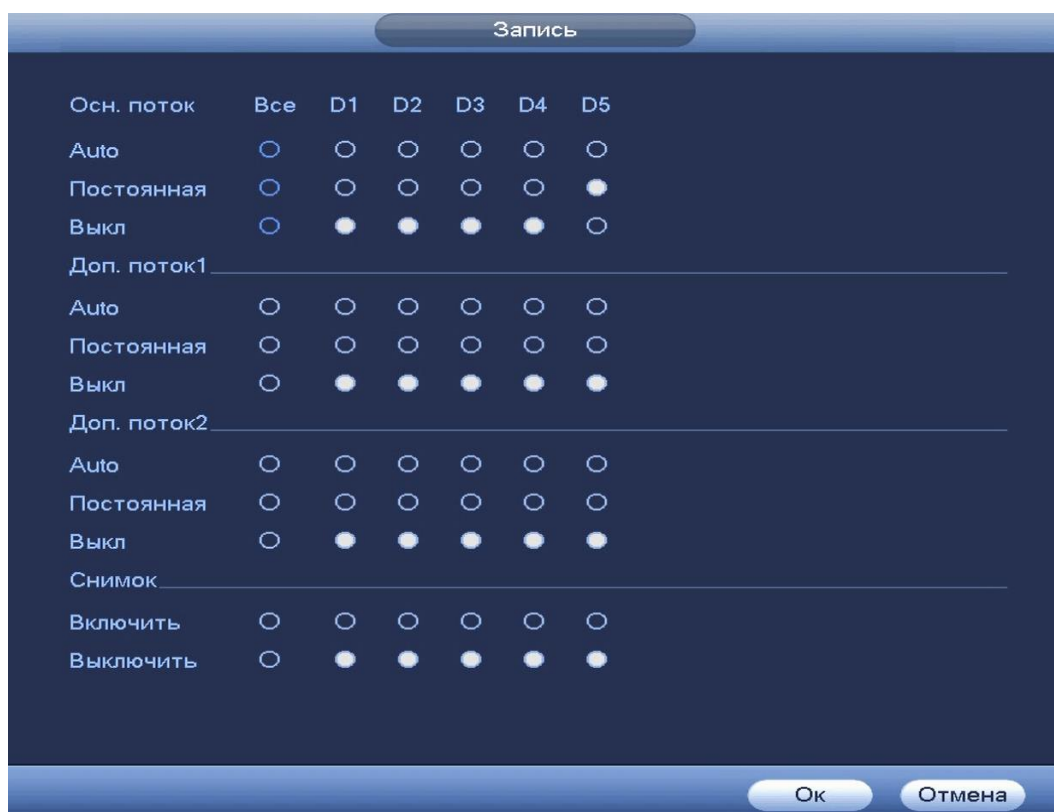 Запись
Осн. поток Все D1 D2 D3 D4 D5
Auto
Постоянная
Выкл
Доп. поток1
Auto
Постоянная
Выкл
Доп. поток2
Auto
Постоянная
Выкл
Снимок
Включить
Выключить
Ок Отмена